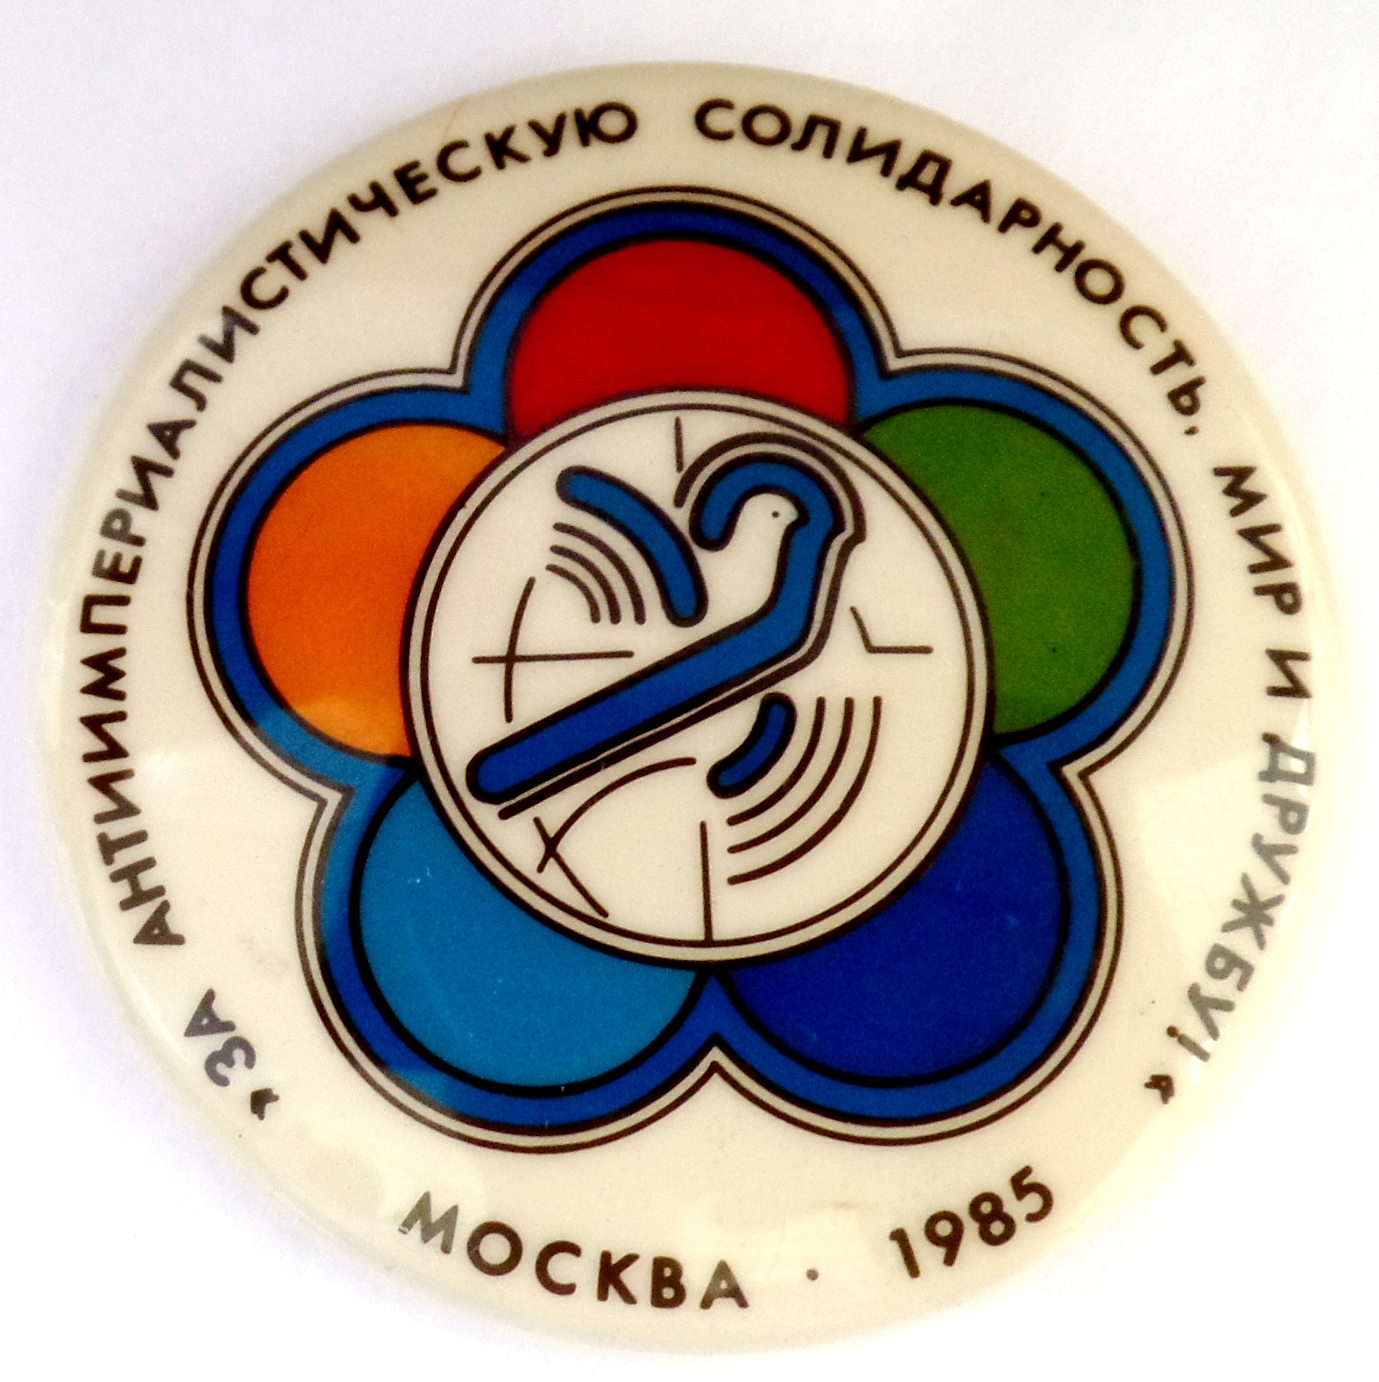 "ЗА АНТИИМПЕРИАЛИСТИЧЕСКУЮ СОЛИДАРНОСТЬ, МИР И ДРУЖБУ!"
МОСКВА · 1985